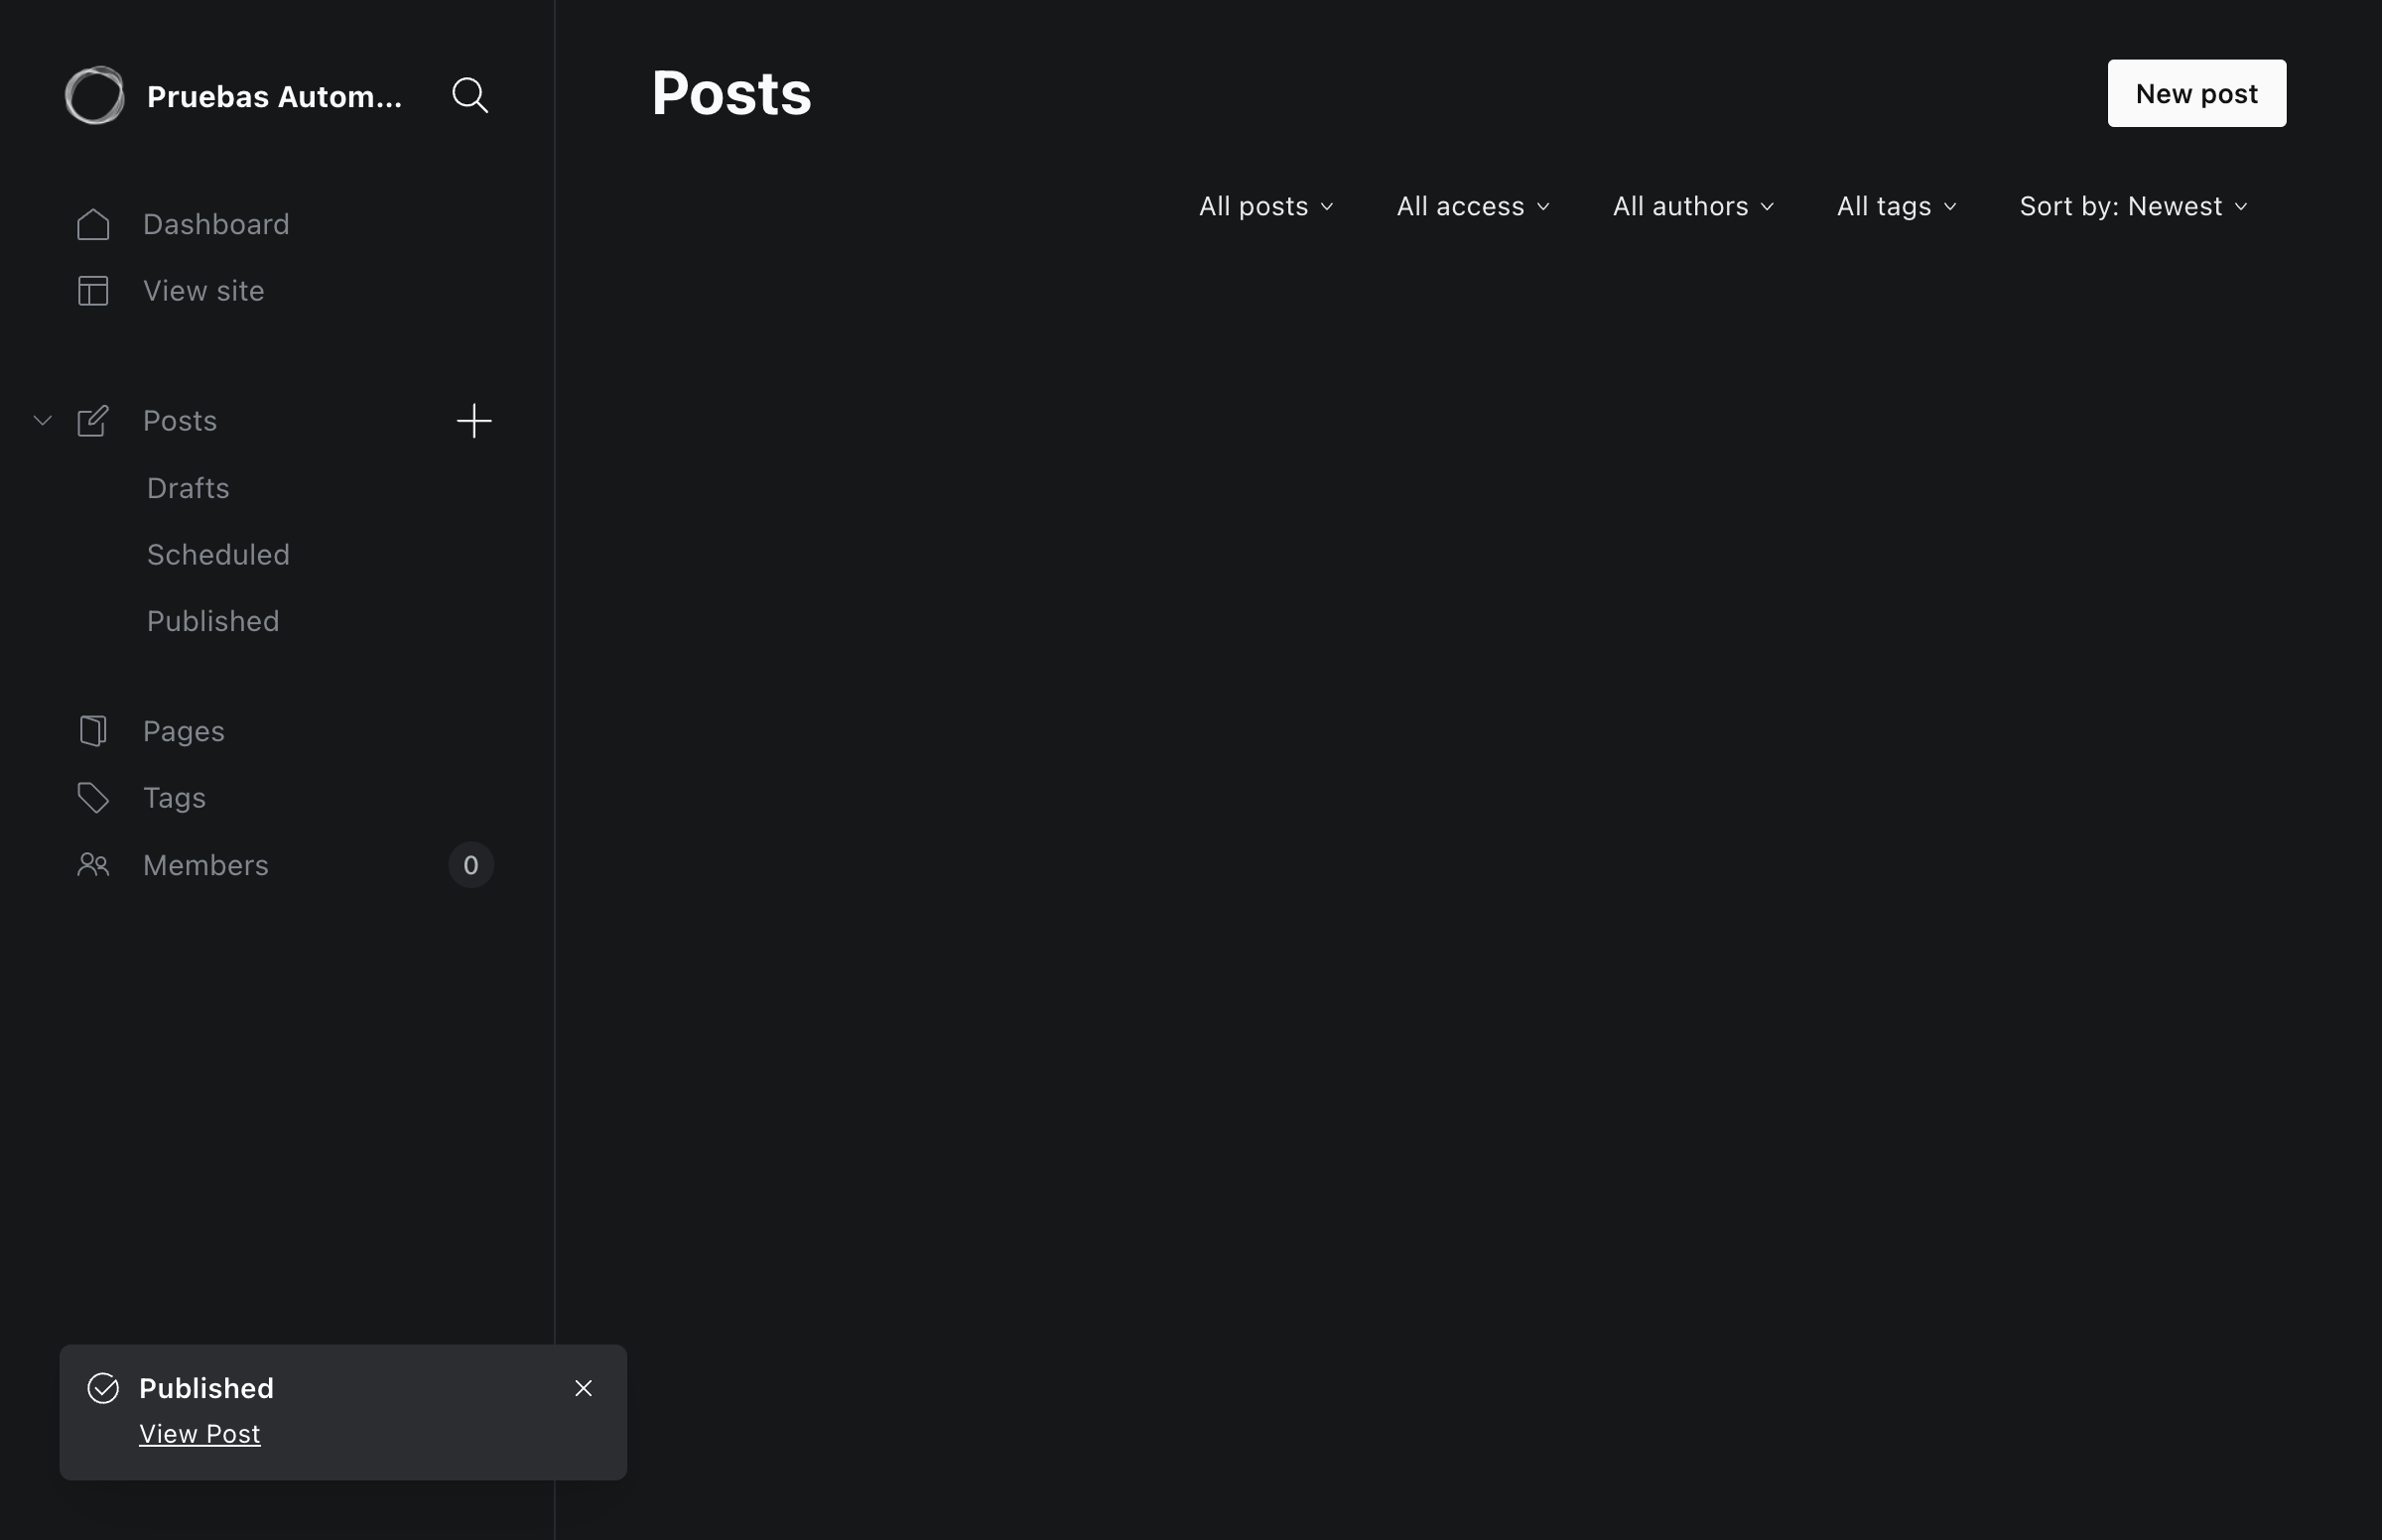 Pruebas Autom...
Dashboard
View site
Posts
Drafts
Scheduled
Published
Pages
Tags
Members 0
Posts
New post
All posts
All access
All authors
All tags
Sort by: Newest
Published
View Post